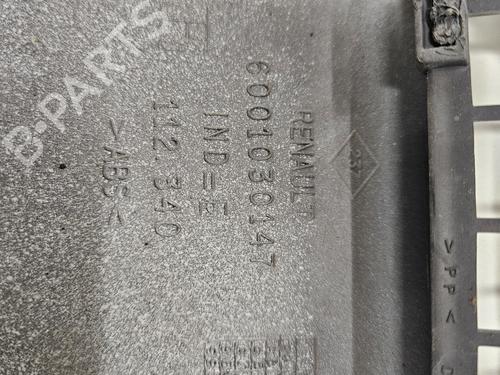 B-PARTS
RENAULT
6001030147
IND=E
112.340
>ABS<
>PP<